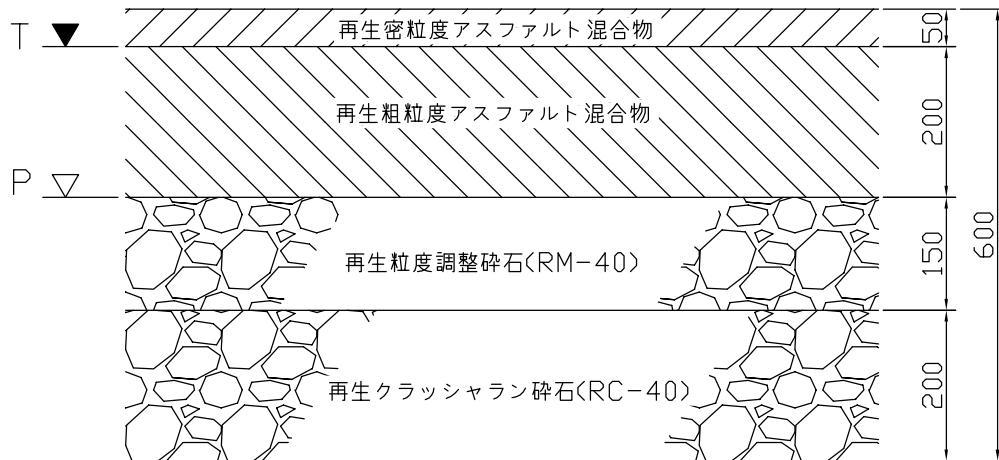 T
再生密粒度アスファルト混合物
50
再生粗粒度アスファルト混合物
200
P
再生粒度調整砕石(RM-40)
150
600
再生クラッシャラン砕石(RC-40)
200